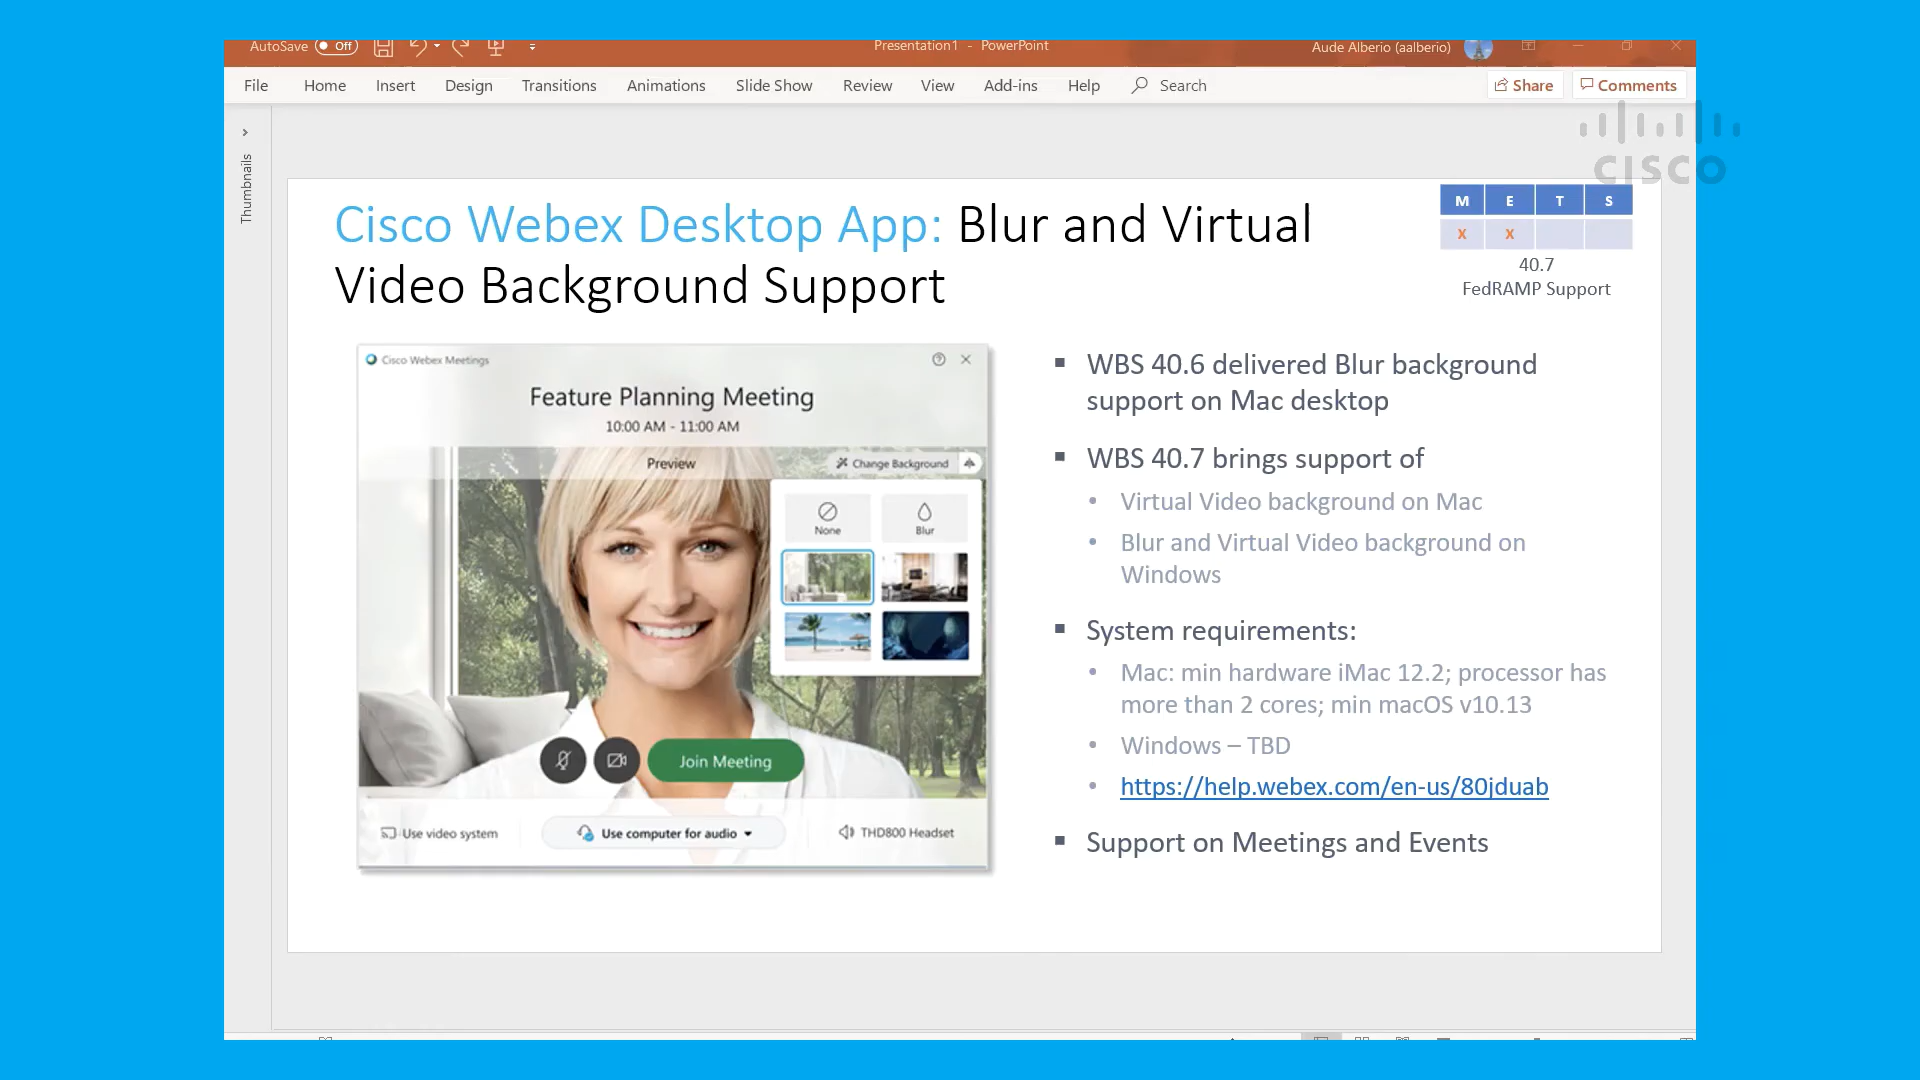 AutoSave Off
Presentation1 - PowerPoint
Aude Alberio (aalberio)
File Home Insert Design Transitions Animations Slide Show Review View Add-ins Help Search
Share Comments
Thumbnails
CISCO
Cisco Webex Desktop App: Blur and Virtual
Video Background Support
M E T S
X X
40.7
FedRAMP Support
Cisco Webex Meetings
Feature Planning Meeting
10:00 AM - 11:00 AM
Preview
Change Background
None Blur
Join Meeting
Use video system
Use computer for audio
THD800 Headset
▪ WBS 40.6 delivered Blur background
support on Mac desktop
▪ WBS 40.7 brings support of
• Virtual Video background on Mac
• Blur and Virtual Video background on
Windows
▪ System requirements:
• Mac: min hardware iMac 12.2; processor has
more than 2 cores; min macOS v10.13
• Windows – TBD
• https://help.webex.com/en-us/80jduab
▪ Support on Meetings and Events